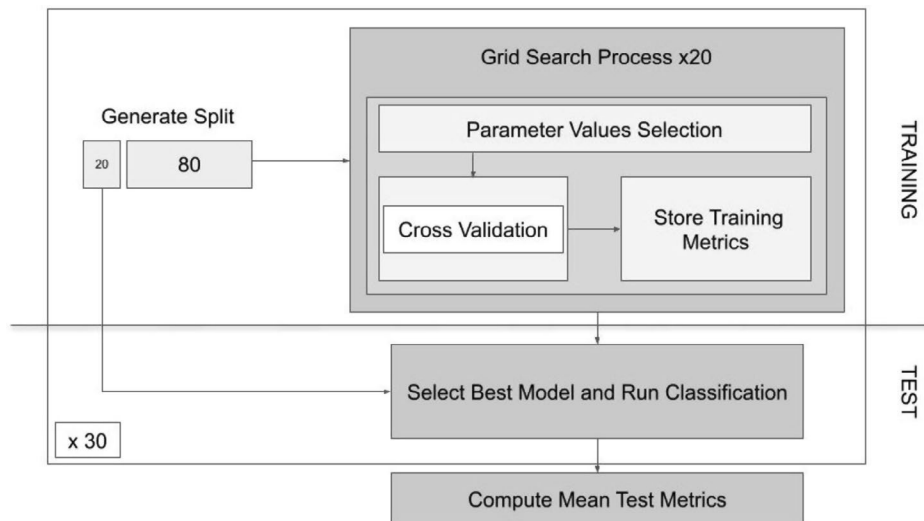 Grid Search Process x20
Generate Split
20
80
Parameter Values Selection
Cross Validation
Store Training
Metrics
TRAINING
Select Best Model and Run Classification
TEST
x 30
Compute Mean Test Metrics